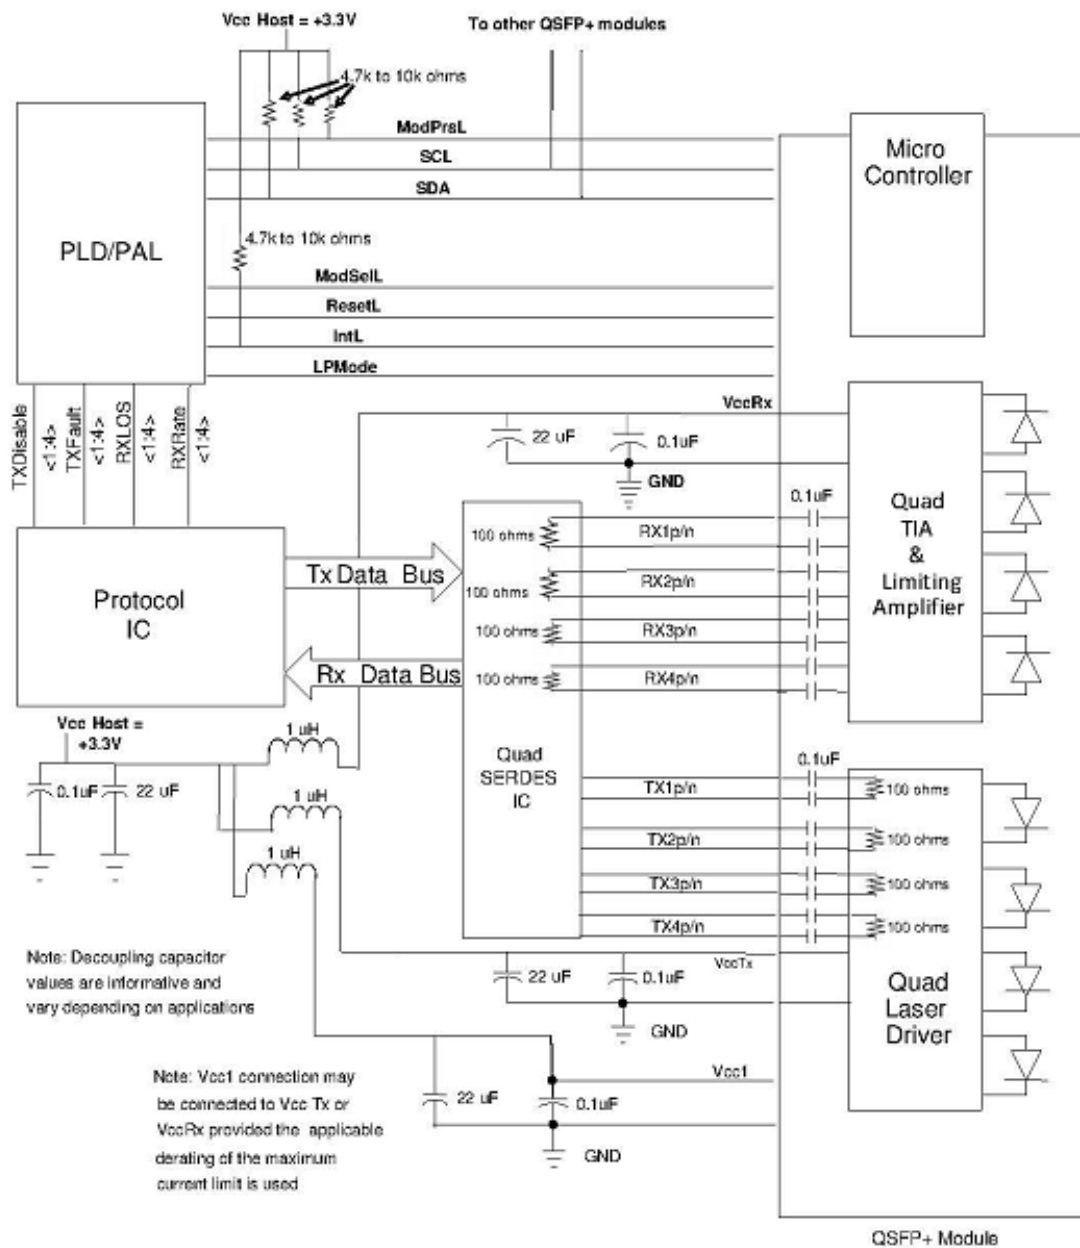 Vcc Host = +3.3V
To other QSFP+ modules
4.7k to 10k ohms
ModPrsL
SCL
SDA
Micro
Controller
PLD/PAL
4.7k to 10k ohms
ModSelL
ResetL
IntL
LPMode
TXDisable
<1:4>
TXFault
<1:4>
RXLOS
<1:4>
RXRate
<1:4>
VccRx
22 uF
0.1uF
GND
0.1uF
Quad
TIA
&
Limiting
Amplifier
100 ohms
RX1p/n
100 ohms
RX2p/n
100 ohms
RX3p/n
100 ohms
RX4p/n
Tx Data Bus
Protocol
IC
Rx Data Bus
Vcc Host =
+3.3V
1 uH
0.1uF
22 uF
1 uH
1 uH
Quad
SERDES
IC
0.1uF
TX1p/n
100 ohms
TX2p/n
100 ohms
TX3p/n
100 ohms
TX4p/n
100 ohms
Note: Decoupling capacitor
values are informative and
vary depending on applications
VccTx
22 uF
0.1uF
GND
Quad
Laser
Driver
Note: Vcc1 connection may
be connected to Vcc Tx or
VccRx provided the applicable
derating of the maximum
current limit is used
Vcc1
22 uF
0.1uF
GND
QSFP+ Module